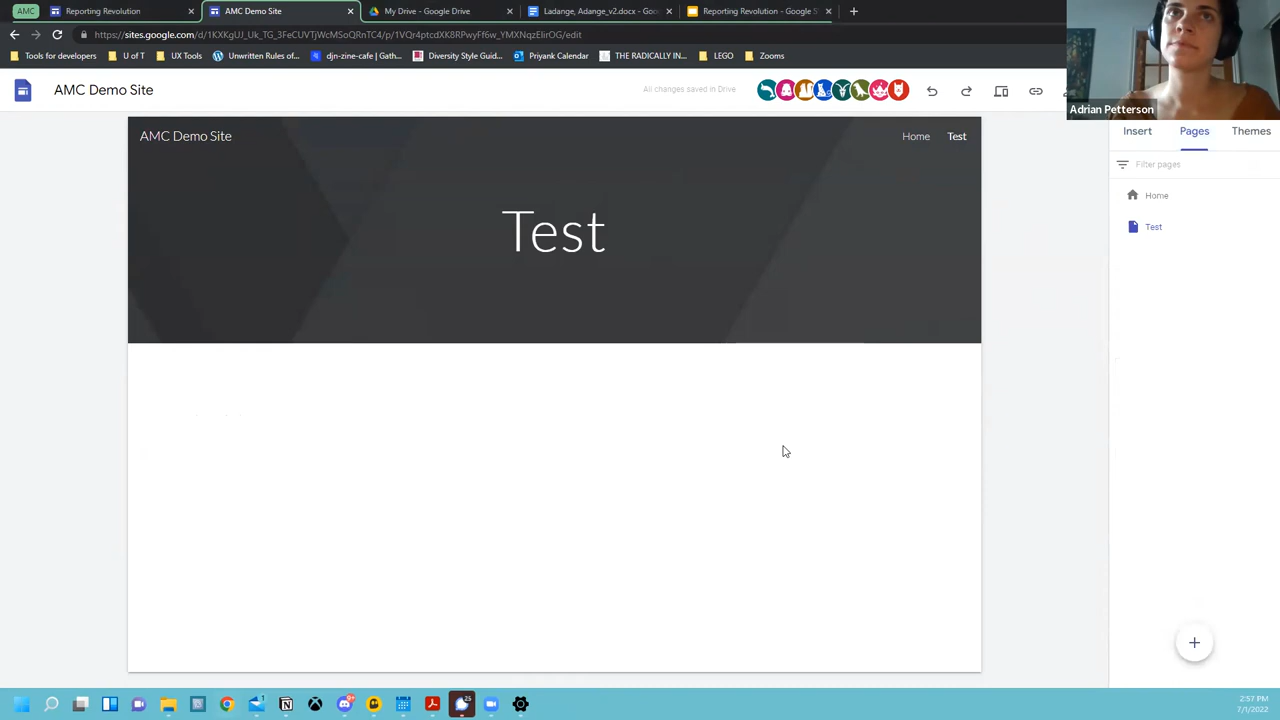 AMC
Reporting Revolution
AMC Demo Site
My Drive - Google Drive
Ladange, Adange_v2.docx - Goo
Reporting Revolution - Google S
https://sites.google.com/d/1KXKgUJ_Uk_TG_3FeCUVTjWcMSoQRnTC4/p/1VQr4ptcdXK8RPwyFf6w_YMXNqzEIirOG/edit
Tools for developers
U of T
UX Tools
Unwritten Rules of...
djn-zine-cafe | Gath...
Diversity Style Guid...
Priyank Calendar
THE RADICALLY IN...
LEGO
Zooms
AMC Demo Site
All changes saved in Drive
Adrian Petterson
AMC Demo Site
Home
Test
Test
Insert
Pages
Themes
Filter pages
Home
Test
2:57 PM
7/1/2022